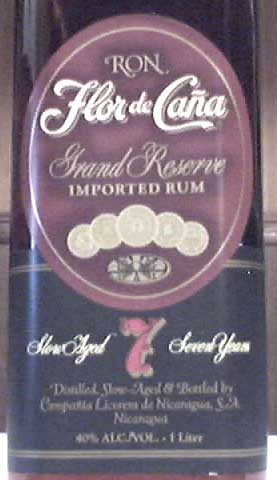 RON
Flor de Caña
Grand Reserve
IMPORTED RUM
Slow Aged 7 Seven Years
Distilled, Slow-Aged & Bottled by
Compañia Licorera de Nicaragua, S.A.
Nicaragua
40% ALC./VOL. - 1 Liter